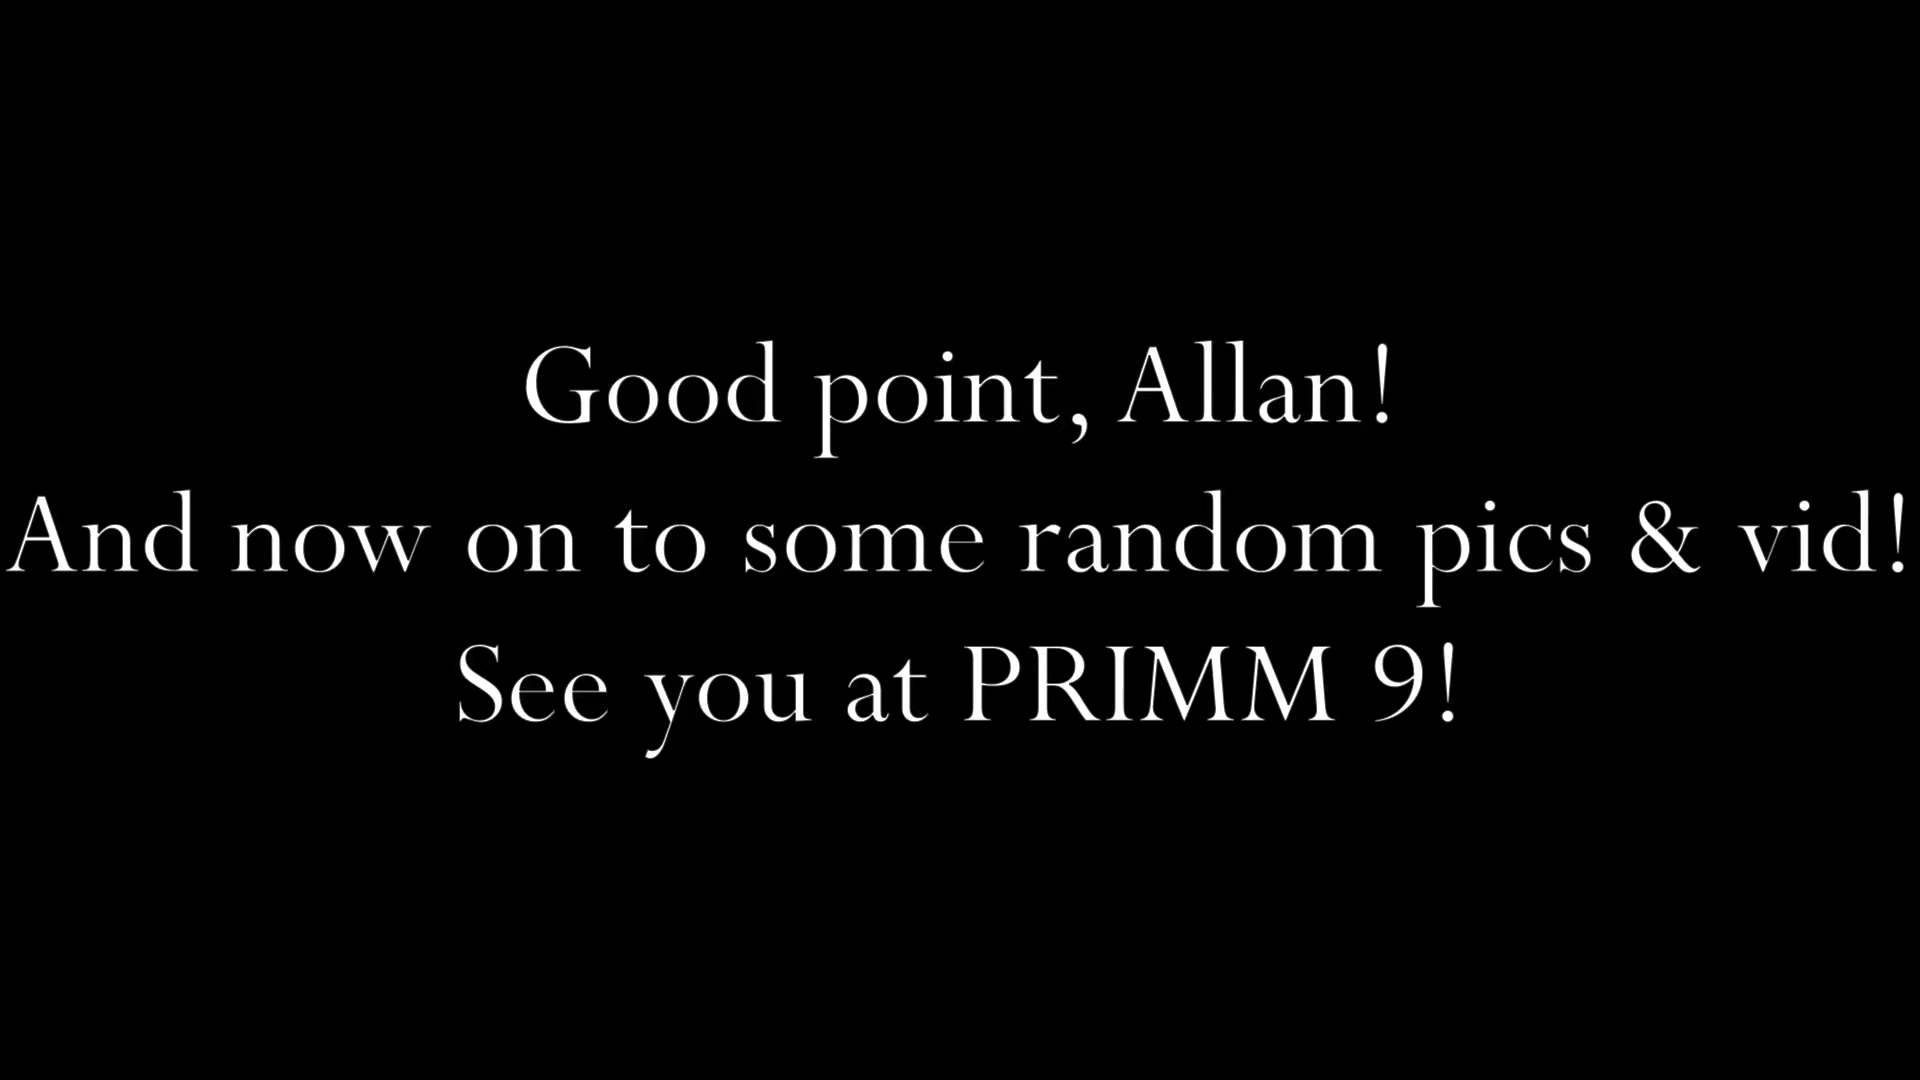 Good point, Allan!
And now on to some random pics & vid!
See you at PRIMM 9!